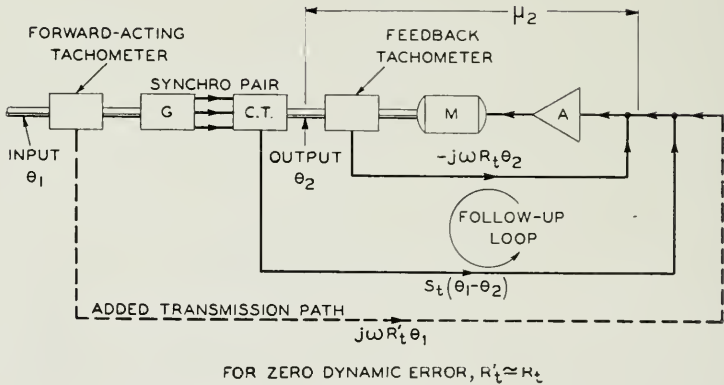 μ₂
FORWARD-ACTING
TACHOMETER
FEEDBACK
TACHOMETER
SYNCHRO PAIR
G
C.T.
M
A
INPUT
θ₁
OUTPUT
θ₂
-jωRₜθ₂
FOLLOW-UP
LOOP
Sₜ(θ₁-θ₂)
ADDED TRANSMISSION PATH
jωR'ₜθ₁
FOR ZERO DYNAMIC ERROR, R'ₜ≃Rₜ